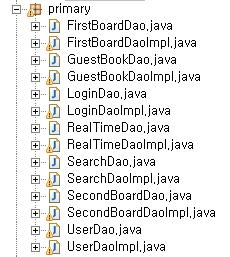 primary
FirstBoardDao.java
FirstBoardDaoImpl.java
GuestBookDao.java
GuestBookDaoImpl.java
LoginDao.java
LoginDaoImpl.java
RealTimeDao.java
RealTimeDaoImpl.java
SearchDao.java
SearchDaoImpl.java
SecondBoardDao.java
SecondBoardDaoImpl.java
UserDao.java
UserDaoImpl.java